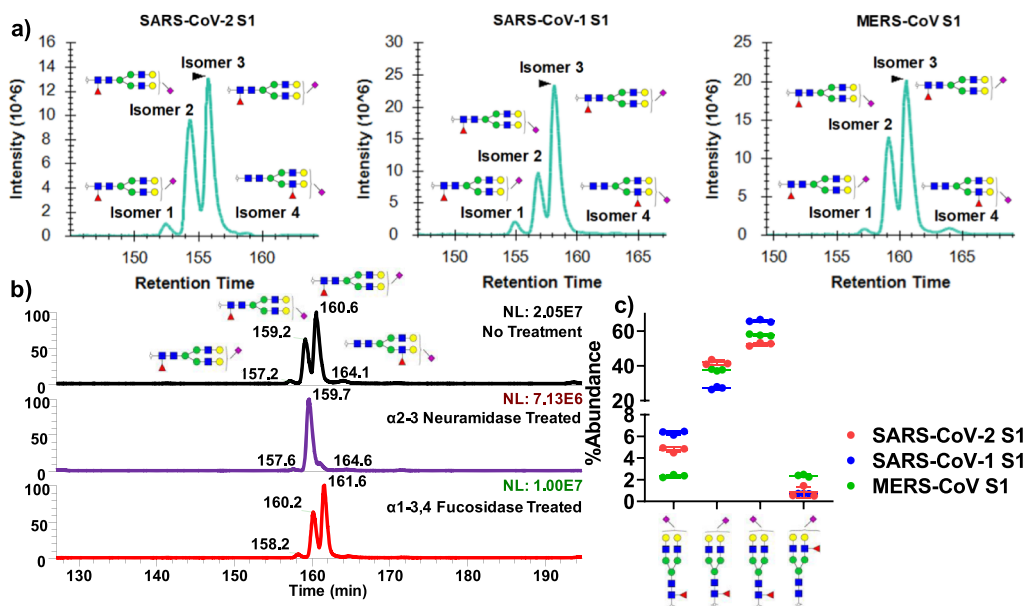 a)
SARS-CoV-2 S1
SARS-CoV-1 S1
MERS-CoV S1
Intensity (10^6)
16
14
12
10
8
6
4
2
0
Isomer 3
Isomer 2
Isomer 1
Isomer 4
150
155
160
Retention Time
Intensity (10^6)
30
25
20
15
10
5
0
Isomer 3
Isomer 2
Isomer 1
Isomer 4
150
155
160
165
Retention Time
Intensity (10^6)
25
20
15
10
5
0
Isomer 3
Isomer 2
Isomer 1
Isomer 4
150
155
160
165
Retention Time
b)
100
50
0
157.2
159.2
160.6
164.1
NL: 2.05E7
No Treatment
100
50
0
157.6
159.7
164.6
NL: 7.13E6
α2-3 Neuramidase Treated
100
50
0
158.2
160.2
161.6
NL: 1.00E7
α1-3,4 Fucosidase Treated
130
140
150
160
170
180
190
Time (min)
c)
%Abundance
60
40
20
8
6
4
2
0
SARS-CoV-2 S1
SARS-CoV-1 S1
MERS-CoV S1